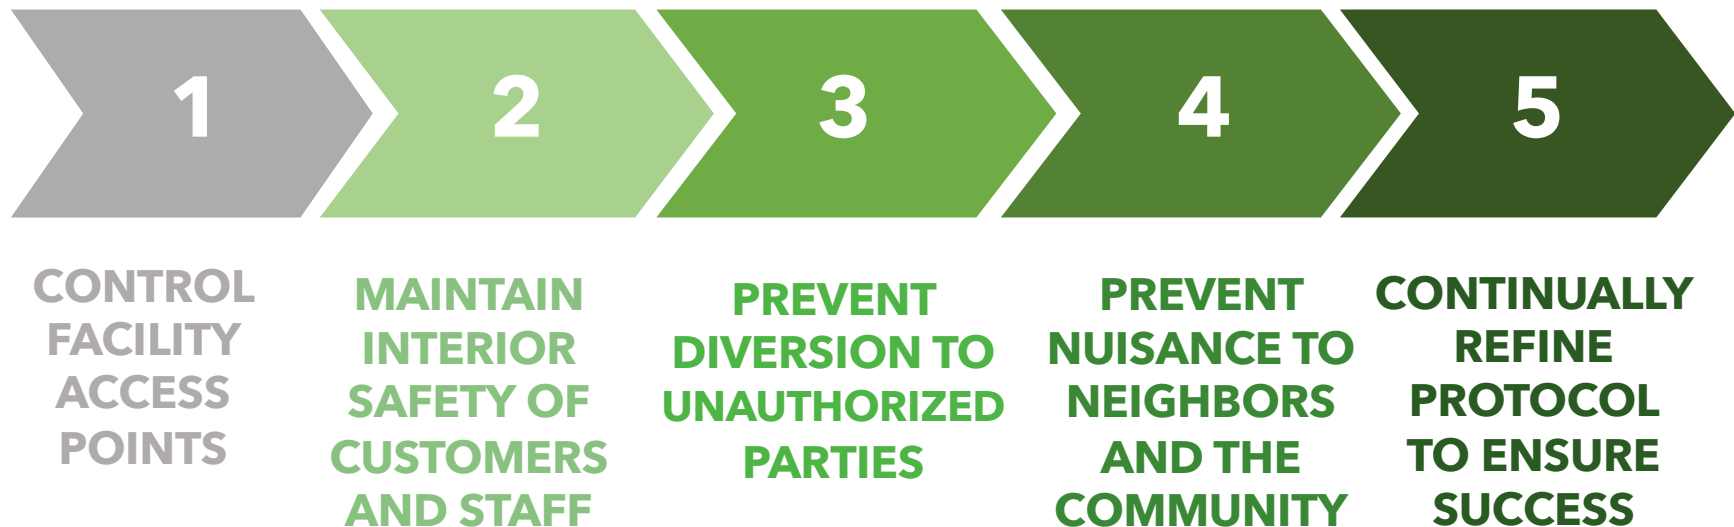 1
2
3
4
5
CONTROL
FACILITY
ACCESS
POINTS
MAINTAIN
INTERIOR
SAFETY OF
CUSTOMERS
AND STAFF
PREVENT
DIVERSION TO
UNAUTHORIZED
PARTIES
PREVENT
NUISANCE TO
NEIGHBORS
AND THE
COMMUNITY
CONTINUALLY
REFINE
PROTOCOL
TO ENSURE
SUCCESS